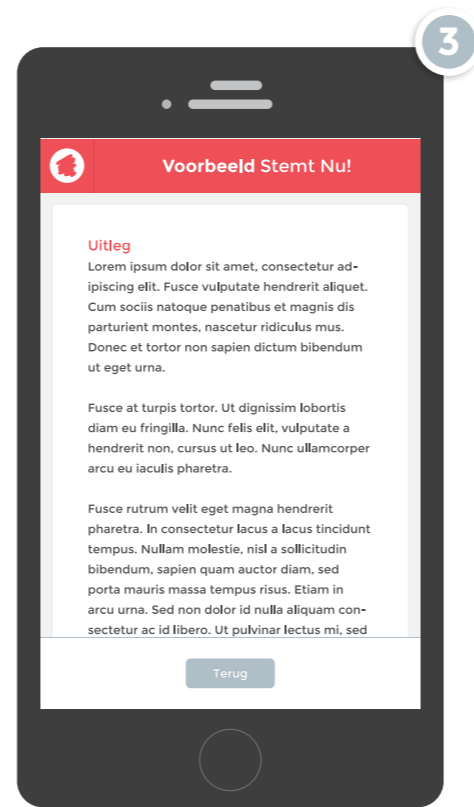 3
Voorbeeld Stemt Nu!
Uitleg
Lorem ipsum dolor sit amet, consectetur ad-
ipiscing elit. Fusce vulputate hendrerit aliquet.
Cum sociis natoque penatibus et magnis dis
parturient montes, nascetur ridiculus mus.
Donec et tortor non sapien dictum bibendum
ut eget urna.
Fusce at turpis tortor. Ut dignissim lobortis
diam eu fringilla. Nunc felis elit, vulputate a
hendrerit non, cursus ut leo. Nunc ullamcorper
arcu eu iaculis pharetra.
Fusce rutrum velit eget magna hendrerit
pharetra. In consectetur lacus a lacus tincidunt
tempus. Nullam molestie, nisl a sollicitudin
bibendum, sapien quam auctor diam, sed
porta mauris massa tempus risus. Etiam in
arcu urna. Sed non dolor id nulla aliquam con-
sectetur ac id libero. Ut pulvinar lectus mi, sed
Terug